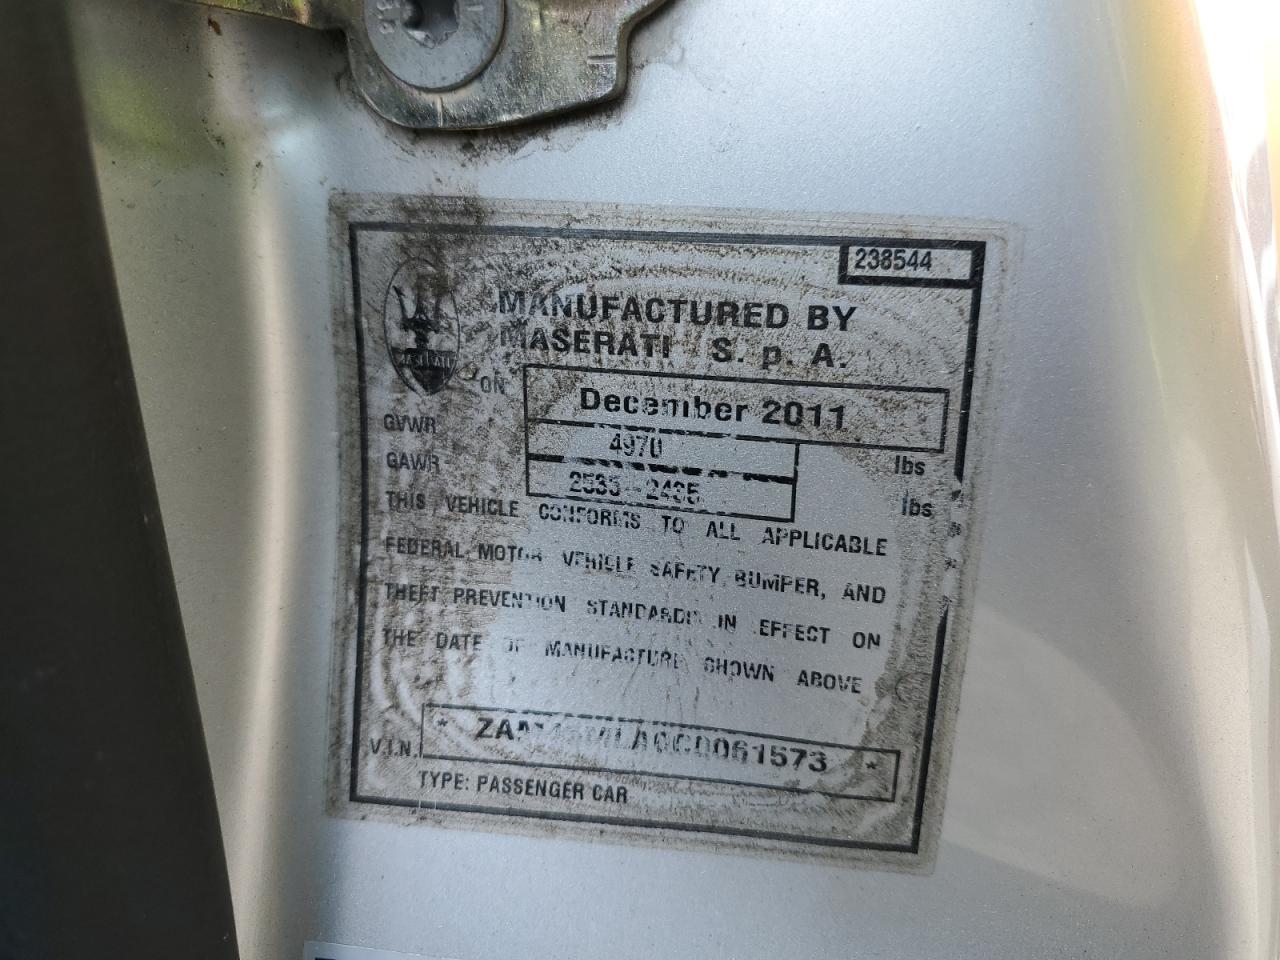 238544
MANUFACTURED BY
MASERATI S. p. A.
MASERATI
ON December 2011
GVWR 4970 lbs
GAWR lbs
THIS VEHICLE CONFORMS TO ALL APPLICABLE
FEDERAL MOTOR VEHICLE SAFETY, BUMPER, AND
THEFT PREVENTION STANDARDS IN EFFECT ON
THE DATE OF MANUFACTURE SHOWN ABOVE
V.I.N. * *
TYPE: PASSENGER CAR